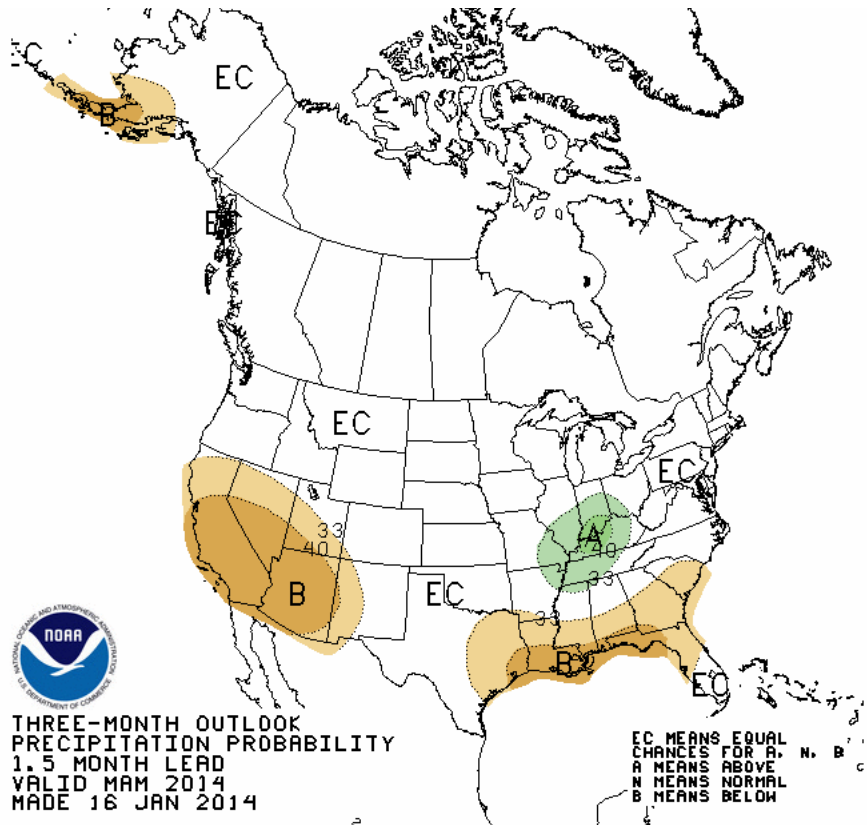 EC
EC
B
EC
EC
EC
A
40
33
33
40
B
EC
33
B
EC
NATIONAL OCEANIC AND ATMOSPHERIC ADMINISTRATION
NOAA
U.S. DEPARTMENT OF COMMERCE
THREE-MONTH OUTLOOK
PRECIPITATION PROBABILITY
1.5 MONTH LEAD
VALID MAM 2014
MADE 16 JAN 2014
EC MEANS EQUAL
CHANCES FOR A, N, B
A MEANS ABOVE
N MEANS NORMAL
B MEANS BELOW